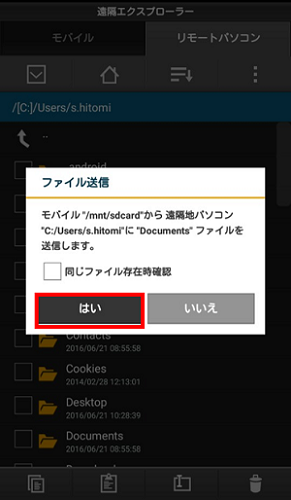 遠隔エクスプローラー
モバイル
リモートパソコン
/[C:]/Users/s.hitomi
..
.android
ファイル送信
モバイル "/mnt/sdcard"から 遠隔地パソコン
"C:/Users/s.hitomi"に "Documents" ファイルを
送信します。
同じファイル存在時確認
はい
いいえ
Contacts
2016/06/21 08:55:58
Cookies
2014/02/28 12:13:01
Desktop
2016/06/21 10:28:39
Documents
2016/06/21 08:55:58